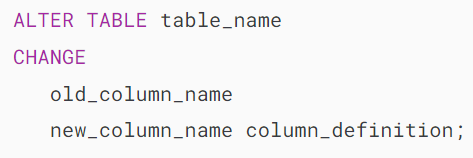 ALTER TABLE table_name
CHANGE
old_column_name
new_column_name column_definition;